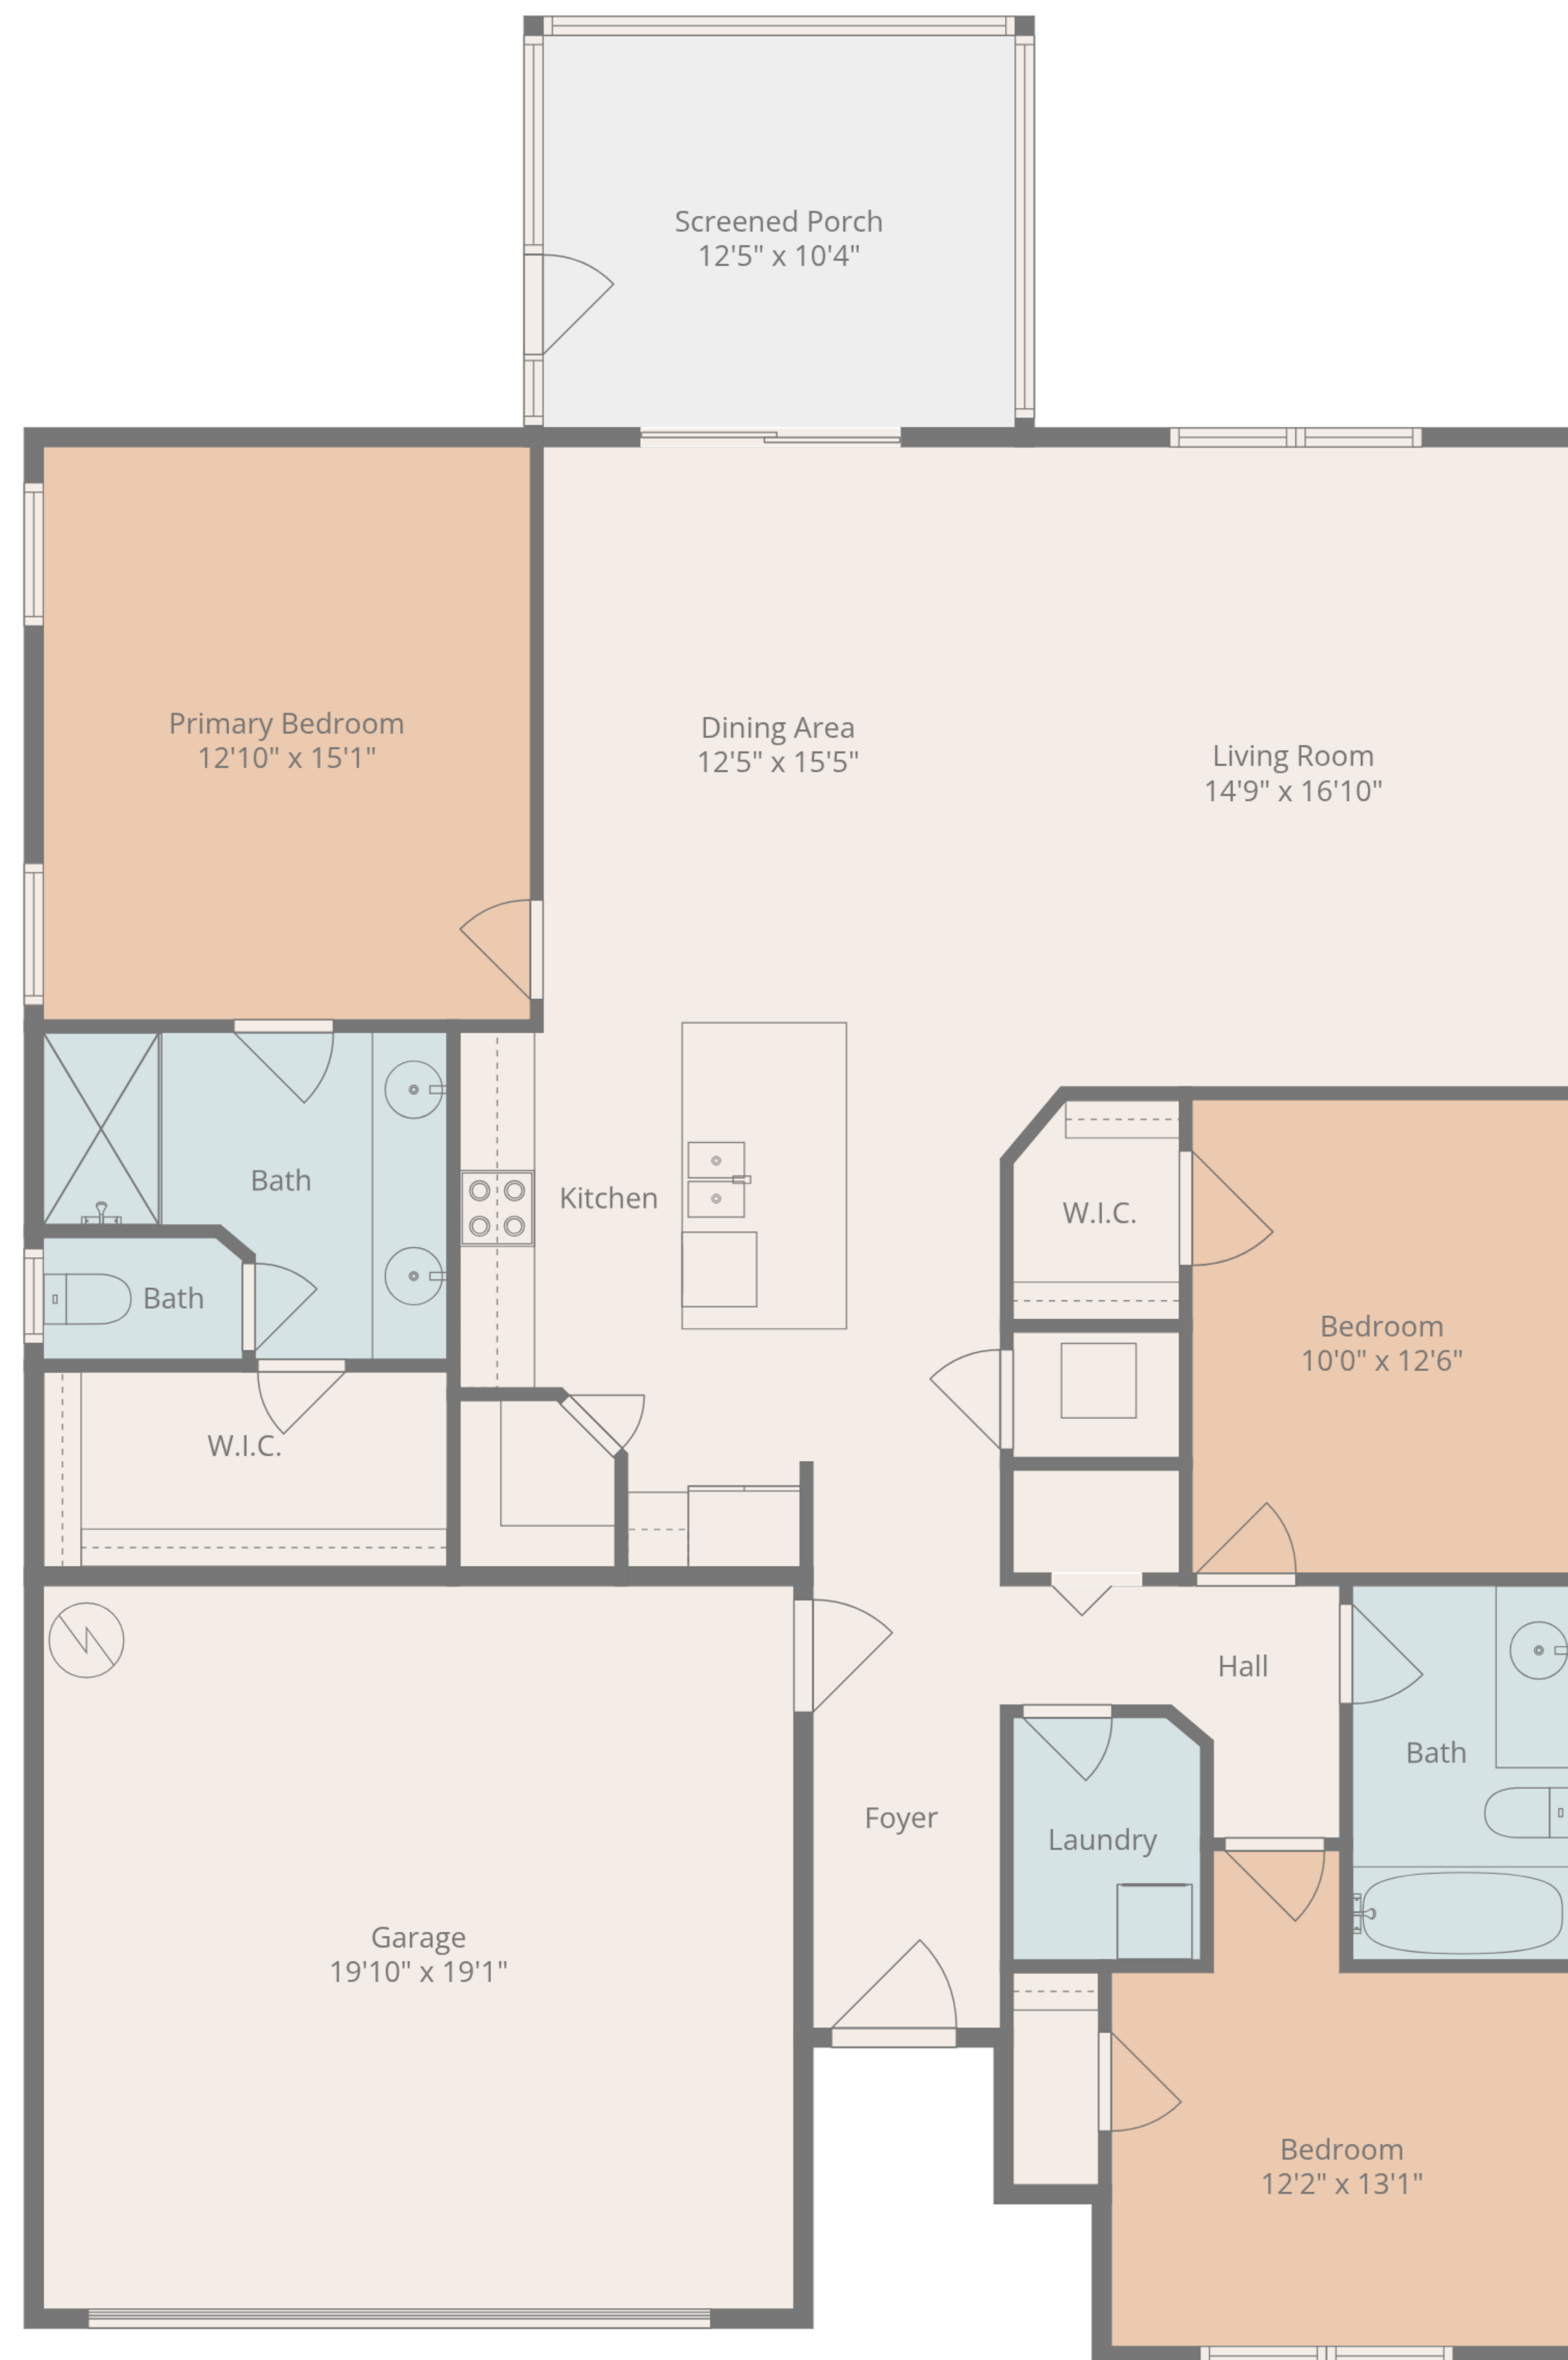 Screened Porch
12'5" x 10'4"
Primary Bedroom
12'10" x 15'1"
Dining Area
12'5" x 15'5"
Living Room
14'9" x 16'10"
Bath
Kitchen
W.I.C.
Bath
Bedroom
10'0" x 12'6"
W.I.C.
Hall
Bath
Foyer
Laundry
Garage
19'10" x 19'1"
Bedroom
12'2" x 13'1"